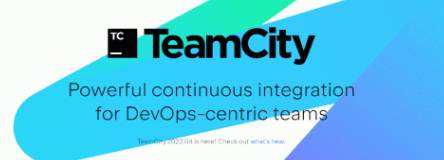 TC
TeamCity
Powerful continuous integration
for DevOps-centric teams
TeamCity 2022.04 is here! Check out what's new.